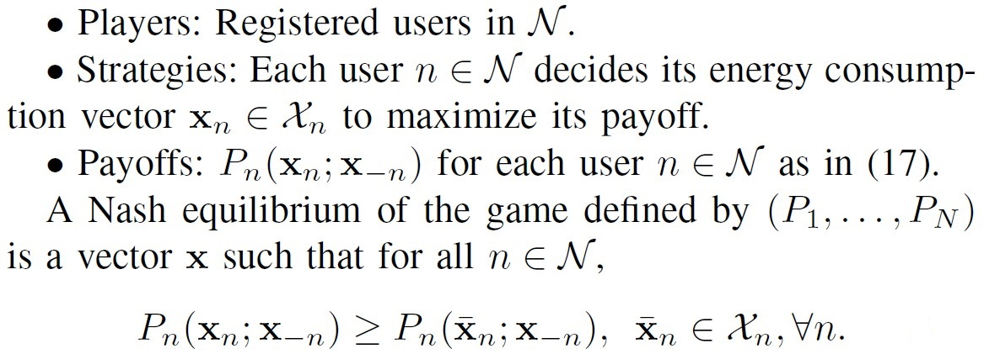 • Players: Registered users in 𝒩.
• Strategies: Each user n ∈ 𝒩 decides its energy consump-
tion vector 𝐱ₙ ∈ 𝒳ₙ to maximize its payoff.
• Payoffs: Pₙ(𝐱ₙ; 𝐱₋ₙ) for each user n ∈ 𝒩 as in (17).
A Nash equilibrium of the game defined by (P₁, . . . , P_N)
is a vector 𝐱 such that for all n ∈ 𝒩,
Pₙ(𝐱ₙ; 𝐱₋ₙ) ≥ Pₙ(𝐱̄ₙ; 𝐱₋ₙ), 𝐱̄ₙ ∈ 𝒳ₙ, ∀n.